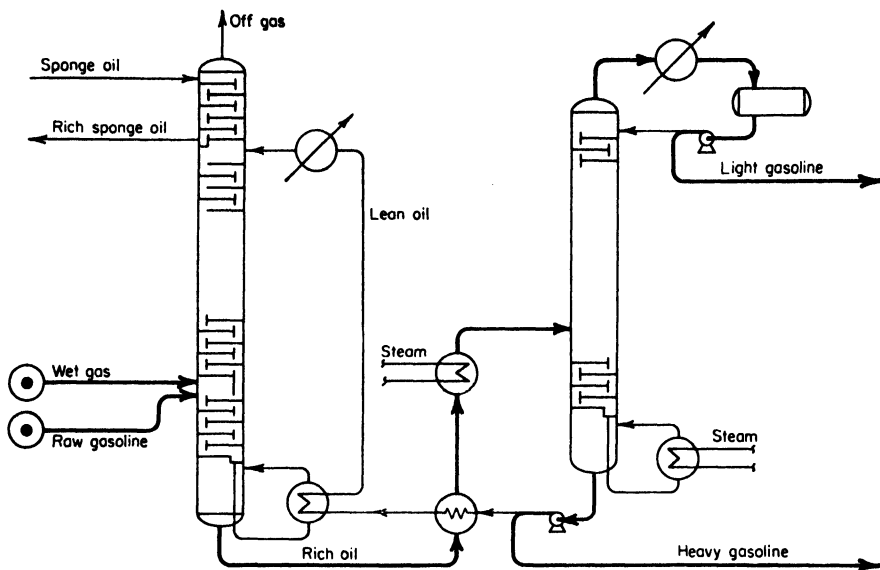 Off gas
Sponge oil
Rich sponge oil
Light gasoline
Lean oil
Steam
Wet gas
Raw gasoline
Steam
Rich oil
Heavy gasoline